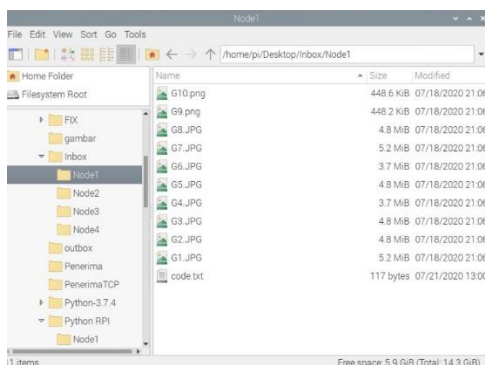 Node1
File Edit View Sort Go Tools
/home/pi/Desktop/Inbox/Node1
Home Folder
Filesystem Root
FIX
gambar
Inbox
Node1
Node2
Node3
Node4
outbox
Penerima
PenerimaTCP
Python-3.7.4
Python RPI
Node1
Name Size Modified
G10.png 448.6 KiB 07/18/2020 21:06
G9.png 448.2 KiB 07/18/2020 21:06
G8.JPG 4.8 MiB 07/18/2020 21:06
G7.JPG 5.2 MiB 07/18/2020 21:06
G6.JPG 3.7 MiB 07/18/2020 21:06
G5.JPG 4.8 MiB 07/18/2020 21:06
G4.JPG 3.7 MiB 07/18/2020 21:06
G3.JPG 4.8 MiB 07/18/2020 21:06
G2.JPG 4.8 MiB 07/18/2020 21:06
G1.JPG 5.2 MiB 07/18/2020 21:06
code.txt 117 bytes 07/21/2020 13:00
11 items Free space: 5.9 GiB (Total: 14.3 GiB)